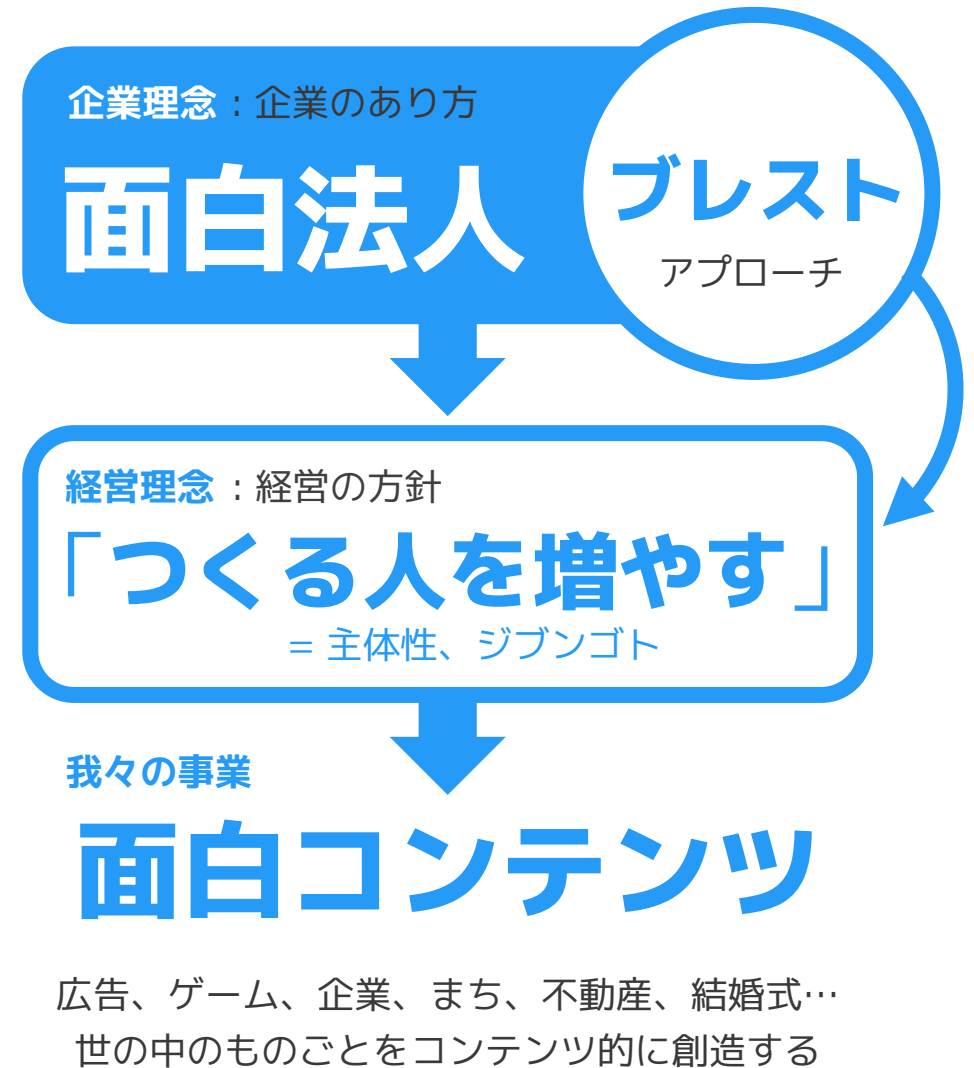 企業理念：企業のあり方
面白法人
ブレスト
アプローチ
経営理念：経営の方針
「つくる人を増やす」
= 主体性、ジブンゴト
我々の事業
面白コンテンツ
広告、ゲーム、企業、まち、不動産、結婚式…
世の中のものごとをコンテンツ的に創造する